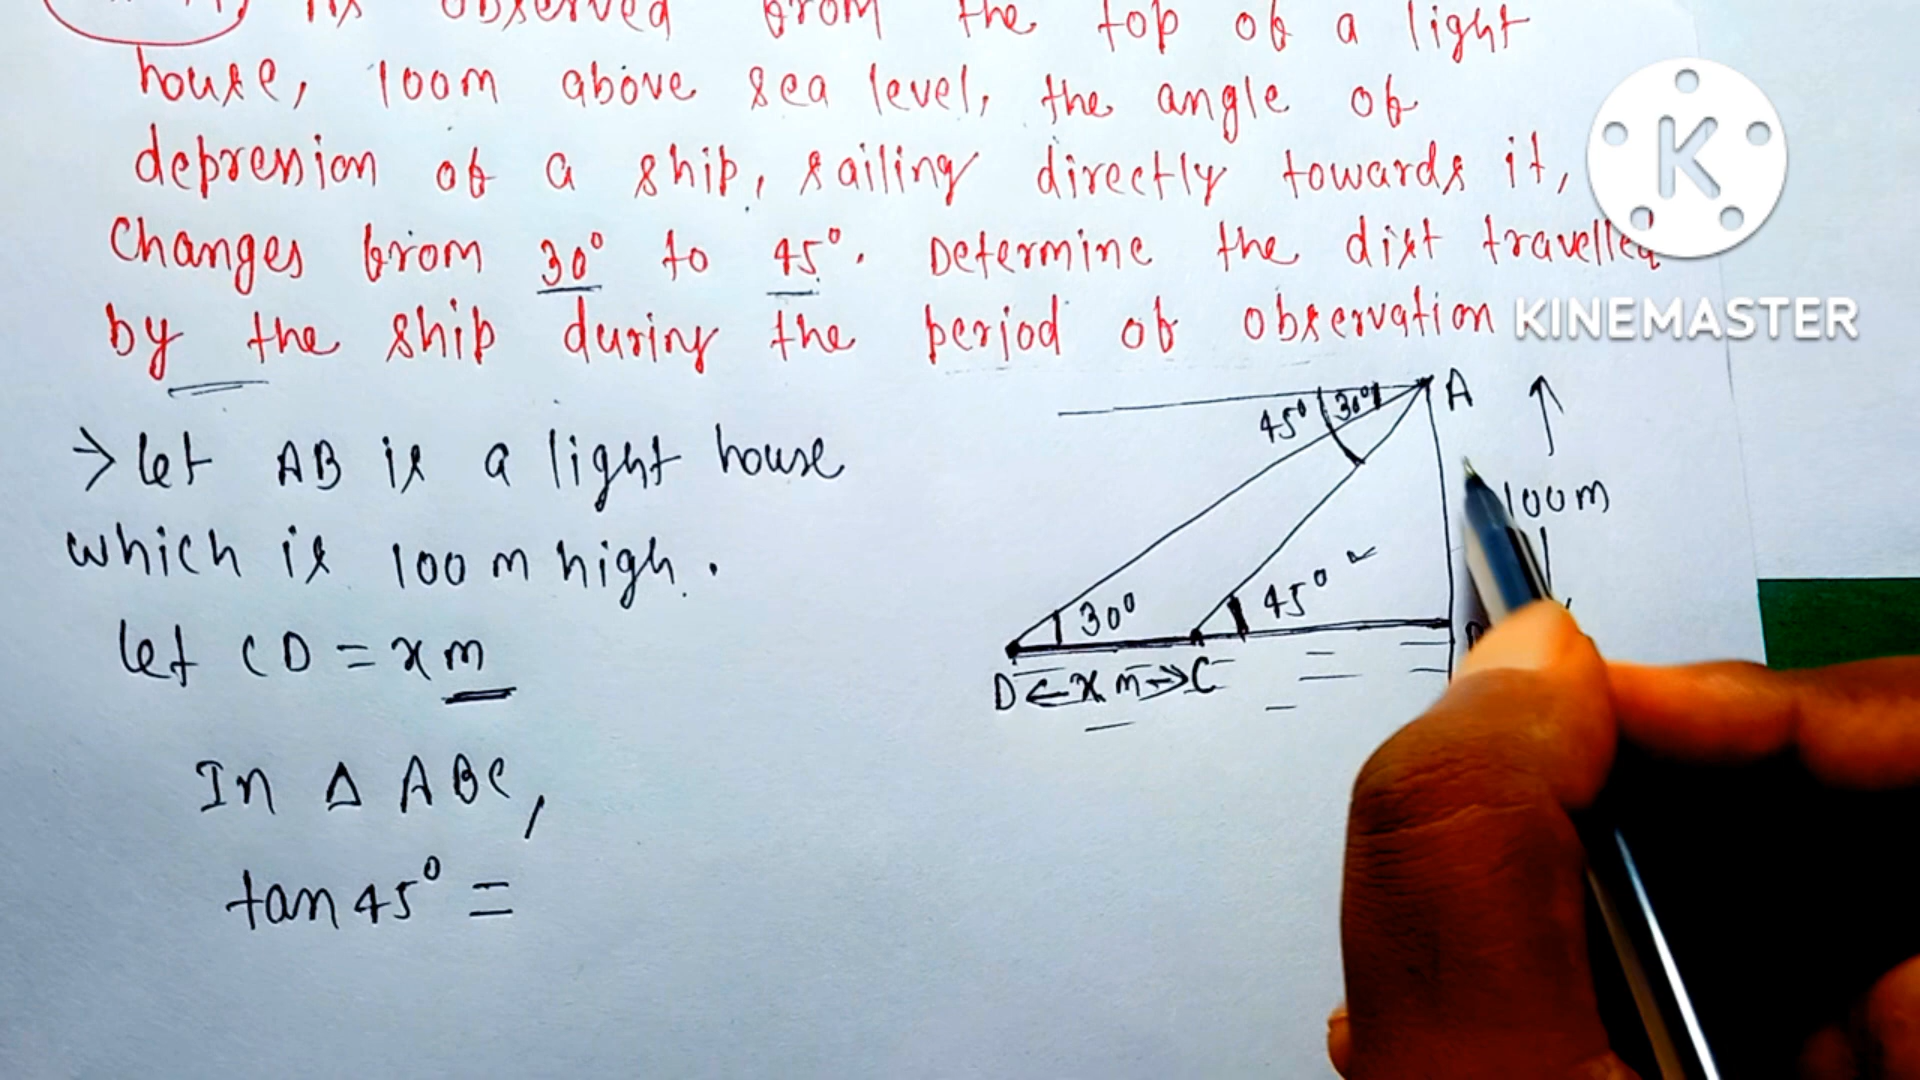 As observed from the top of a light
house, 100m above sea level, the angle of
depression of a ship, sailing directly towards it,
changes from 30° to 45°. Determine the dist travelled
by the ship during the period of observation
KINEMASTER
→ let AB is a light house
which is 100 m high.
let CD = x m
In Δ ABC,
tan 45° =
A
45° 30°
100m
30° 45°
D ← x m → C